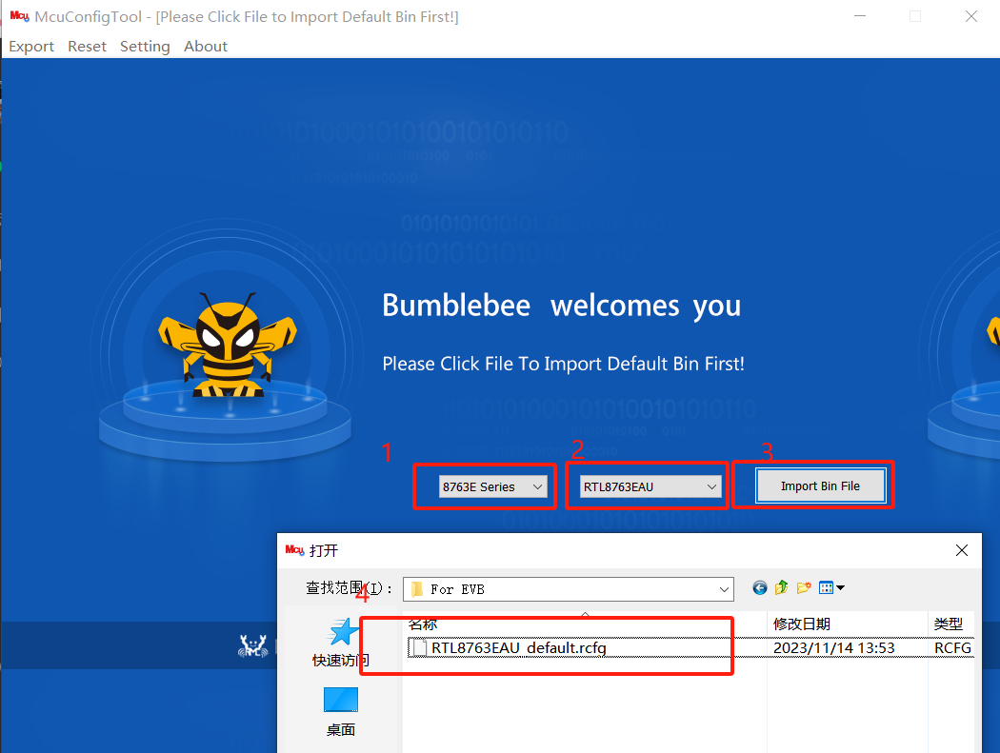 McuConfigTool - [Please Click File to Import Default Bin First!]
Export Reset Setting About
Bumblebee welcomes you
Please Click File To Import Default Bin First!
1
2
3
8763E Series
RTL8763EAU
Import Bin File
Mcu 打开
查找范围(I):
For EVB
4
名称
修改日期
类型
RTL8763EAU_default.rcfg
2023/11/14 13:53
RCFG
快速访问
桌面